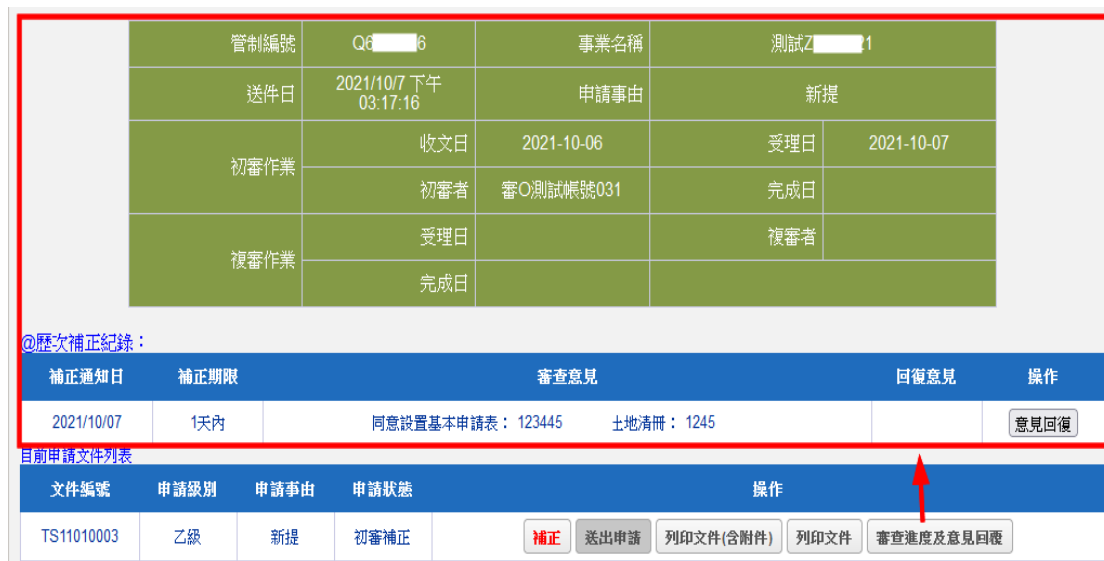 管制編號 Q6 6 事業名稱 測試Z 21
送件日 2021/10/7 下午 03:17:16 申請事由 新提
初審作業 收文日 2021-10-06 受理日 2021-10-07
初審者 審O測試帳號031 完成日
複審作業 受理日 複審者
完成日
@歷次補正紀錄：
補正通知日 補正期限 審查意見 回復意見 操作
2021/10/07 1天內 同意設置基本申請表： 123445 土地清冊： 1245 意見回復
目前申請文件列表
文件編號 申請級別 申請事由 申請狀態 操作
TS11010003 乙級 新提 初審補正 補正 送出申請 列印文件(含附件) 列印文件 審查進度及意見回覆